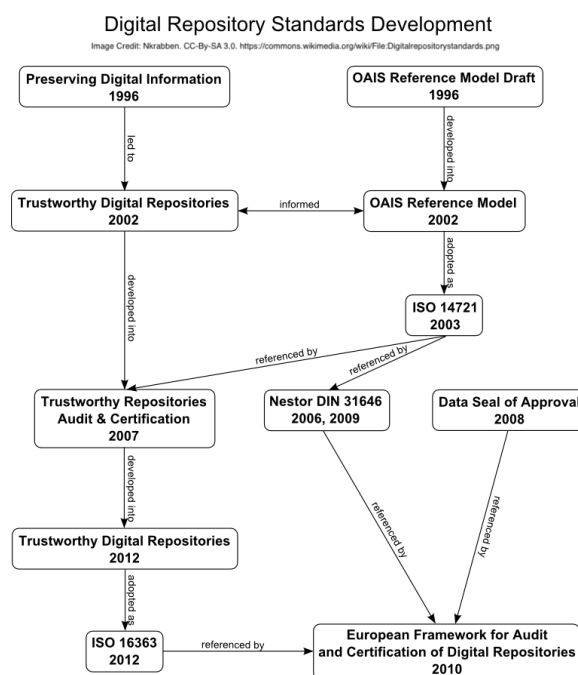 Digital Repository Standards Development
Image Credit: Nkrabben. CC-By-SA 3.0. https://commons.wikimedia.org/wiki/File:Digitalrepositorystandards.png
Preserving Digital Information
1996
OAIS Reference Model Draft
1996
led to
developed into
Trustworthy Digital Repositories
2002
informed
OAIS Reference Model
2002
developed into
adopted as
ISO 14721
2003
referenced by
referenced by
Trustworthy Repositories
Audit & Certification
2007
Nestor DIN 31646
2006, 2009
Data Seal of Approval
2008
developed into
referenced by
referenced by
Trustworthy Digital Repositories
2012
adopted as
ISO 16363
2012
referenced by
European Framework for Audit
and Certification of Digital Repositories
2010